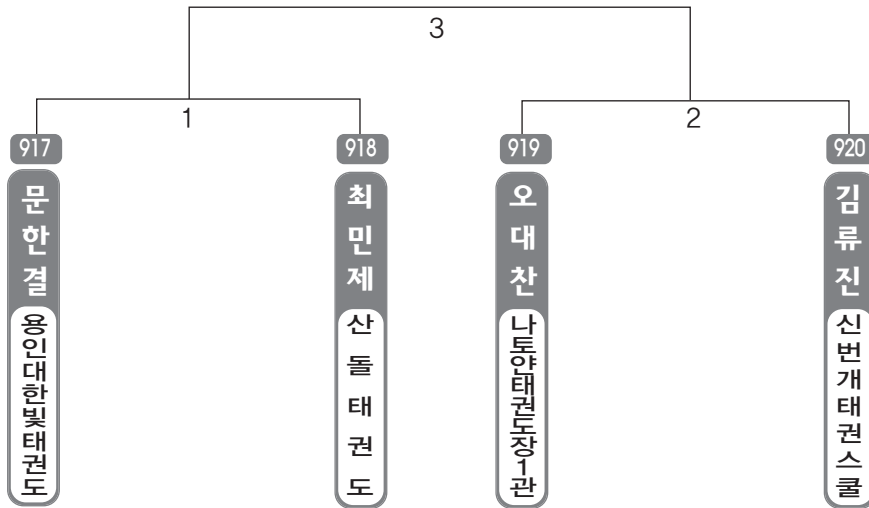 3
1
2
917
918
919
920
문한결
최민제
오대찬
김류진
용인대한빛태권도
산돌태권도
나토얀태권도장1관
신번개태권스쿨